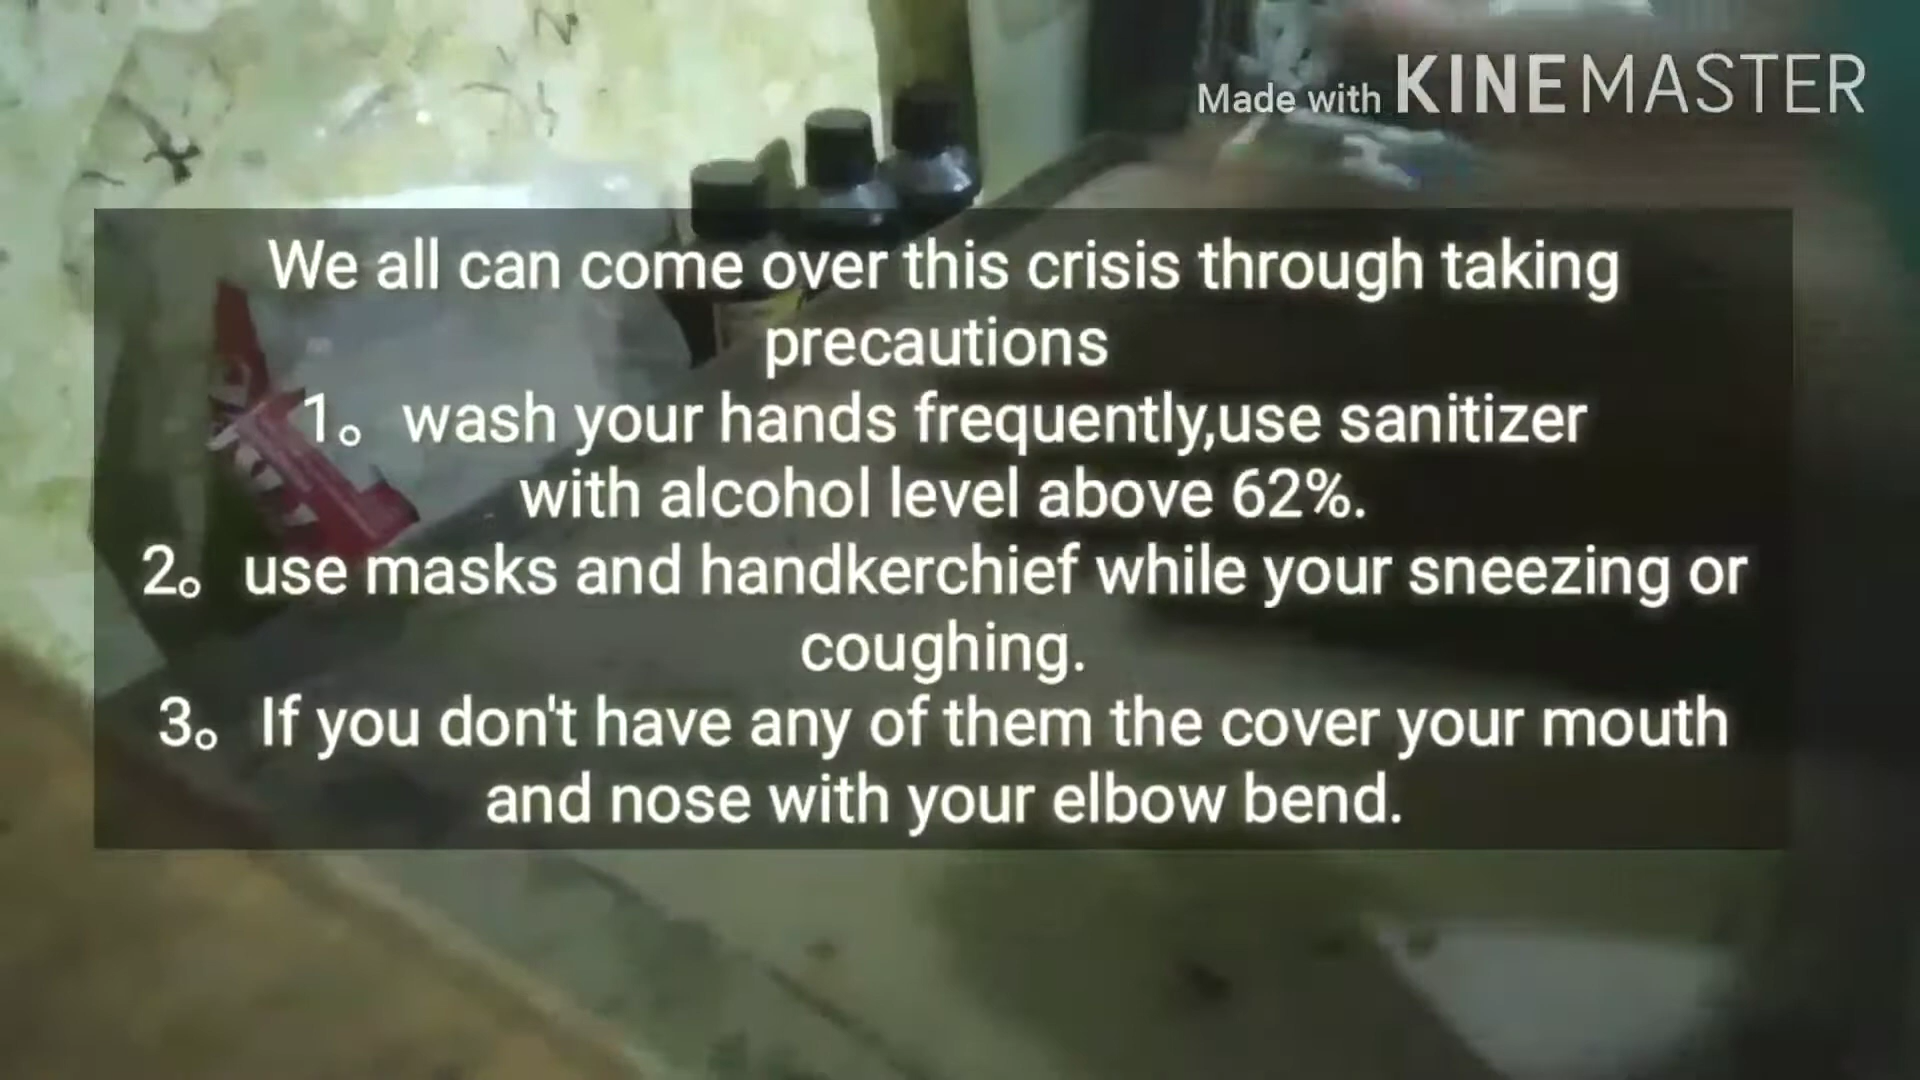 Made with KINEMASTER
We all can come over this crisis through taking
precautions
1。 wash your hands frequently,use sanitizer
with alcohol level above 62%.
2。 use masks and handkerchief while your sneezing or
coughing.
3。 If you don't have any of them the cover your mouth
and nose with your elbow bend.